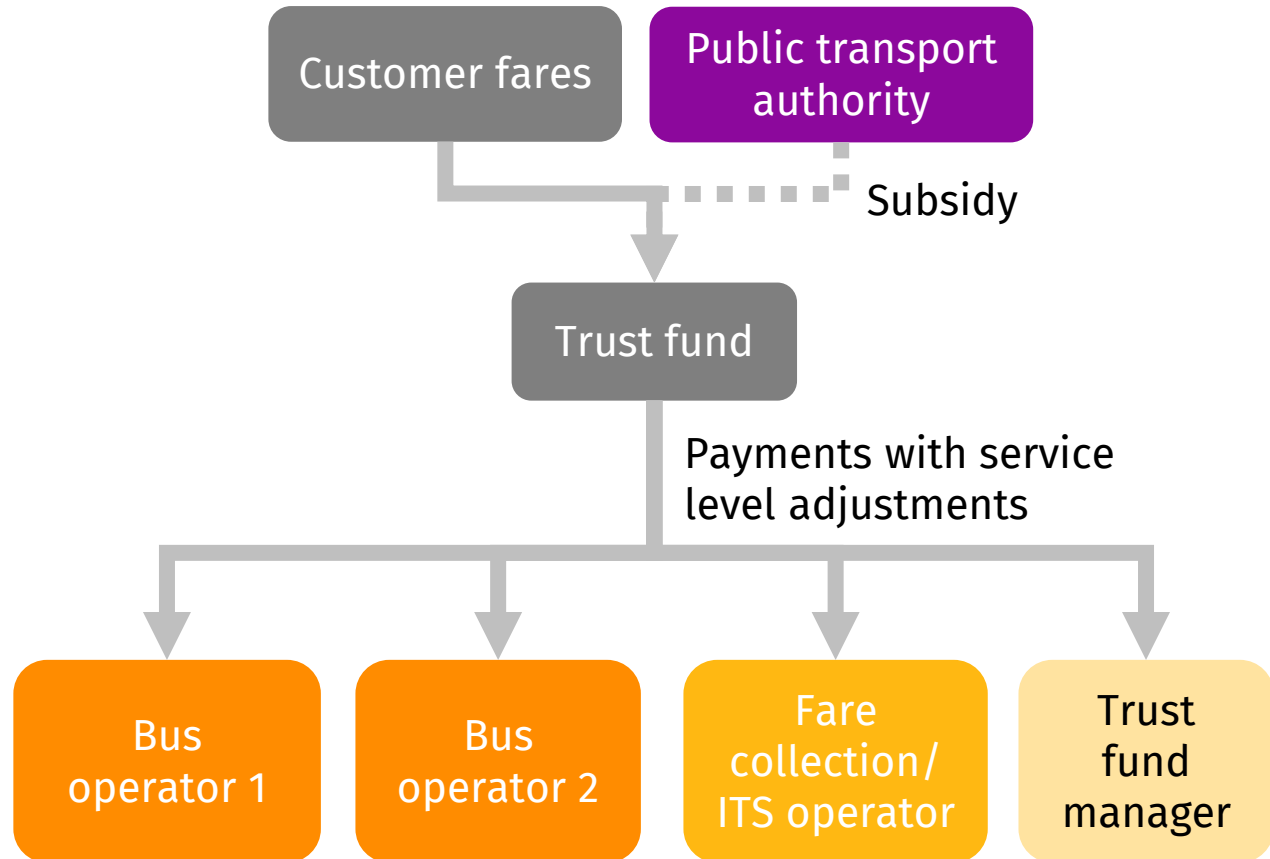 Customer fares
Public transport
authority
Subsidy
Trust fund
Payments with service
level adjustments
Bus
operator 1
Bus
operator 2
Fare
collection/
ITS operator
Trust
fund
manager